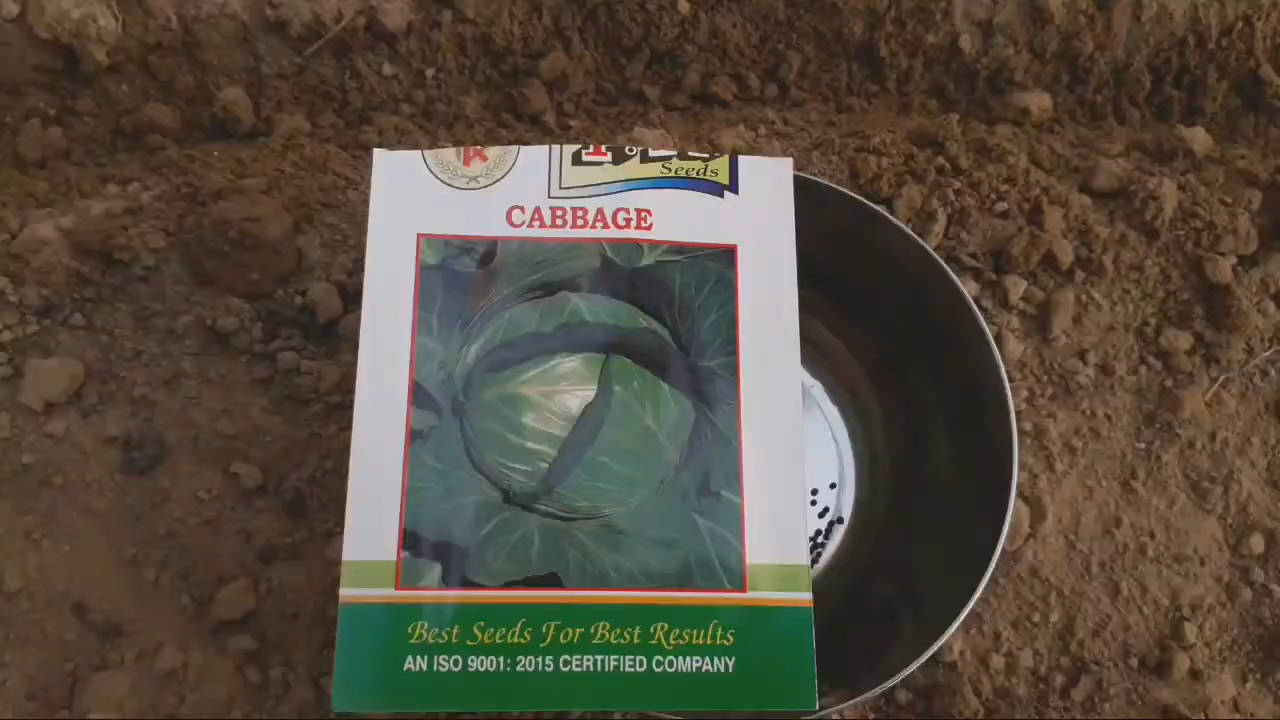 Seeds
CABBAGE
Best Seeds For Best Results
AN ISO 9001: 2015 CERTIFIED COMPANY